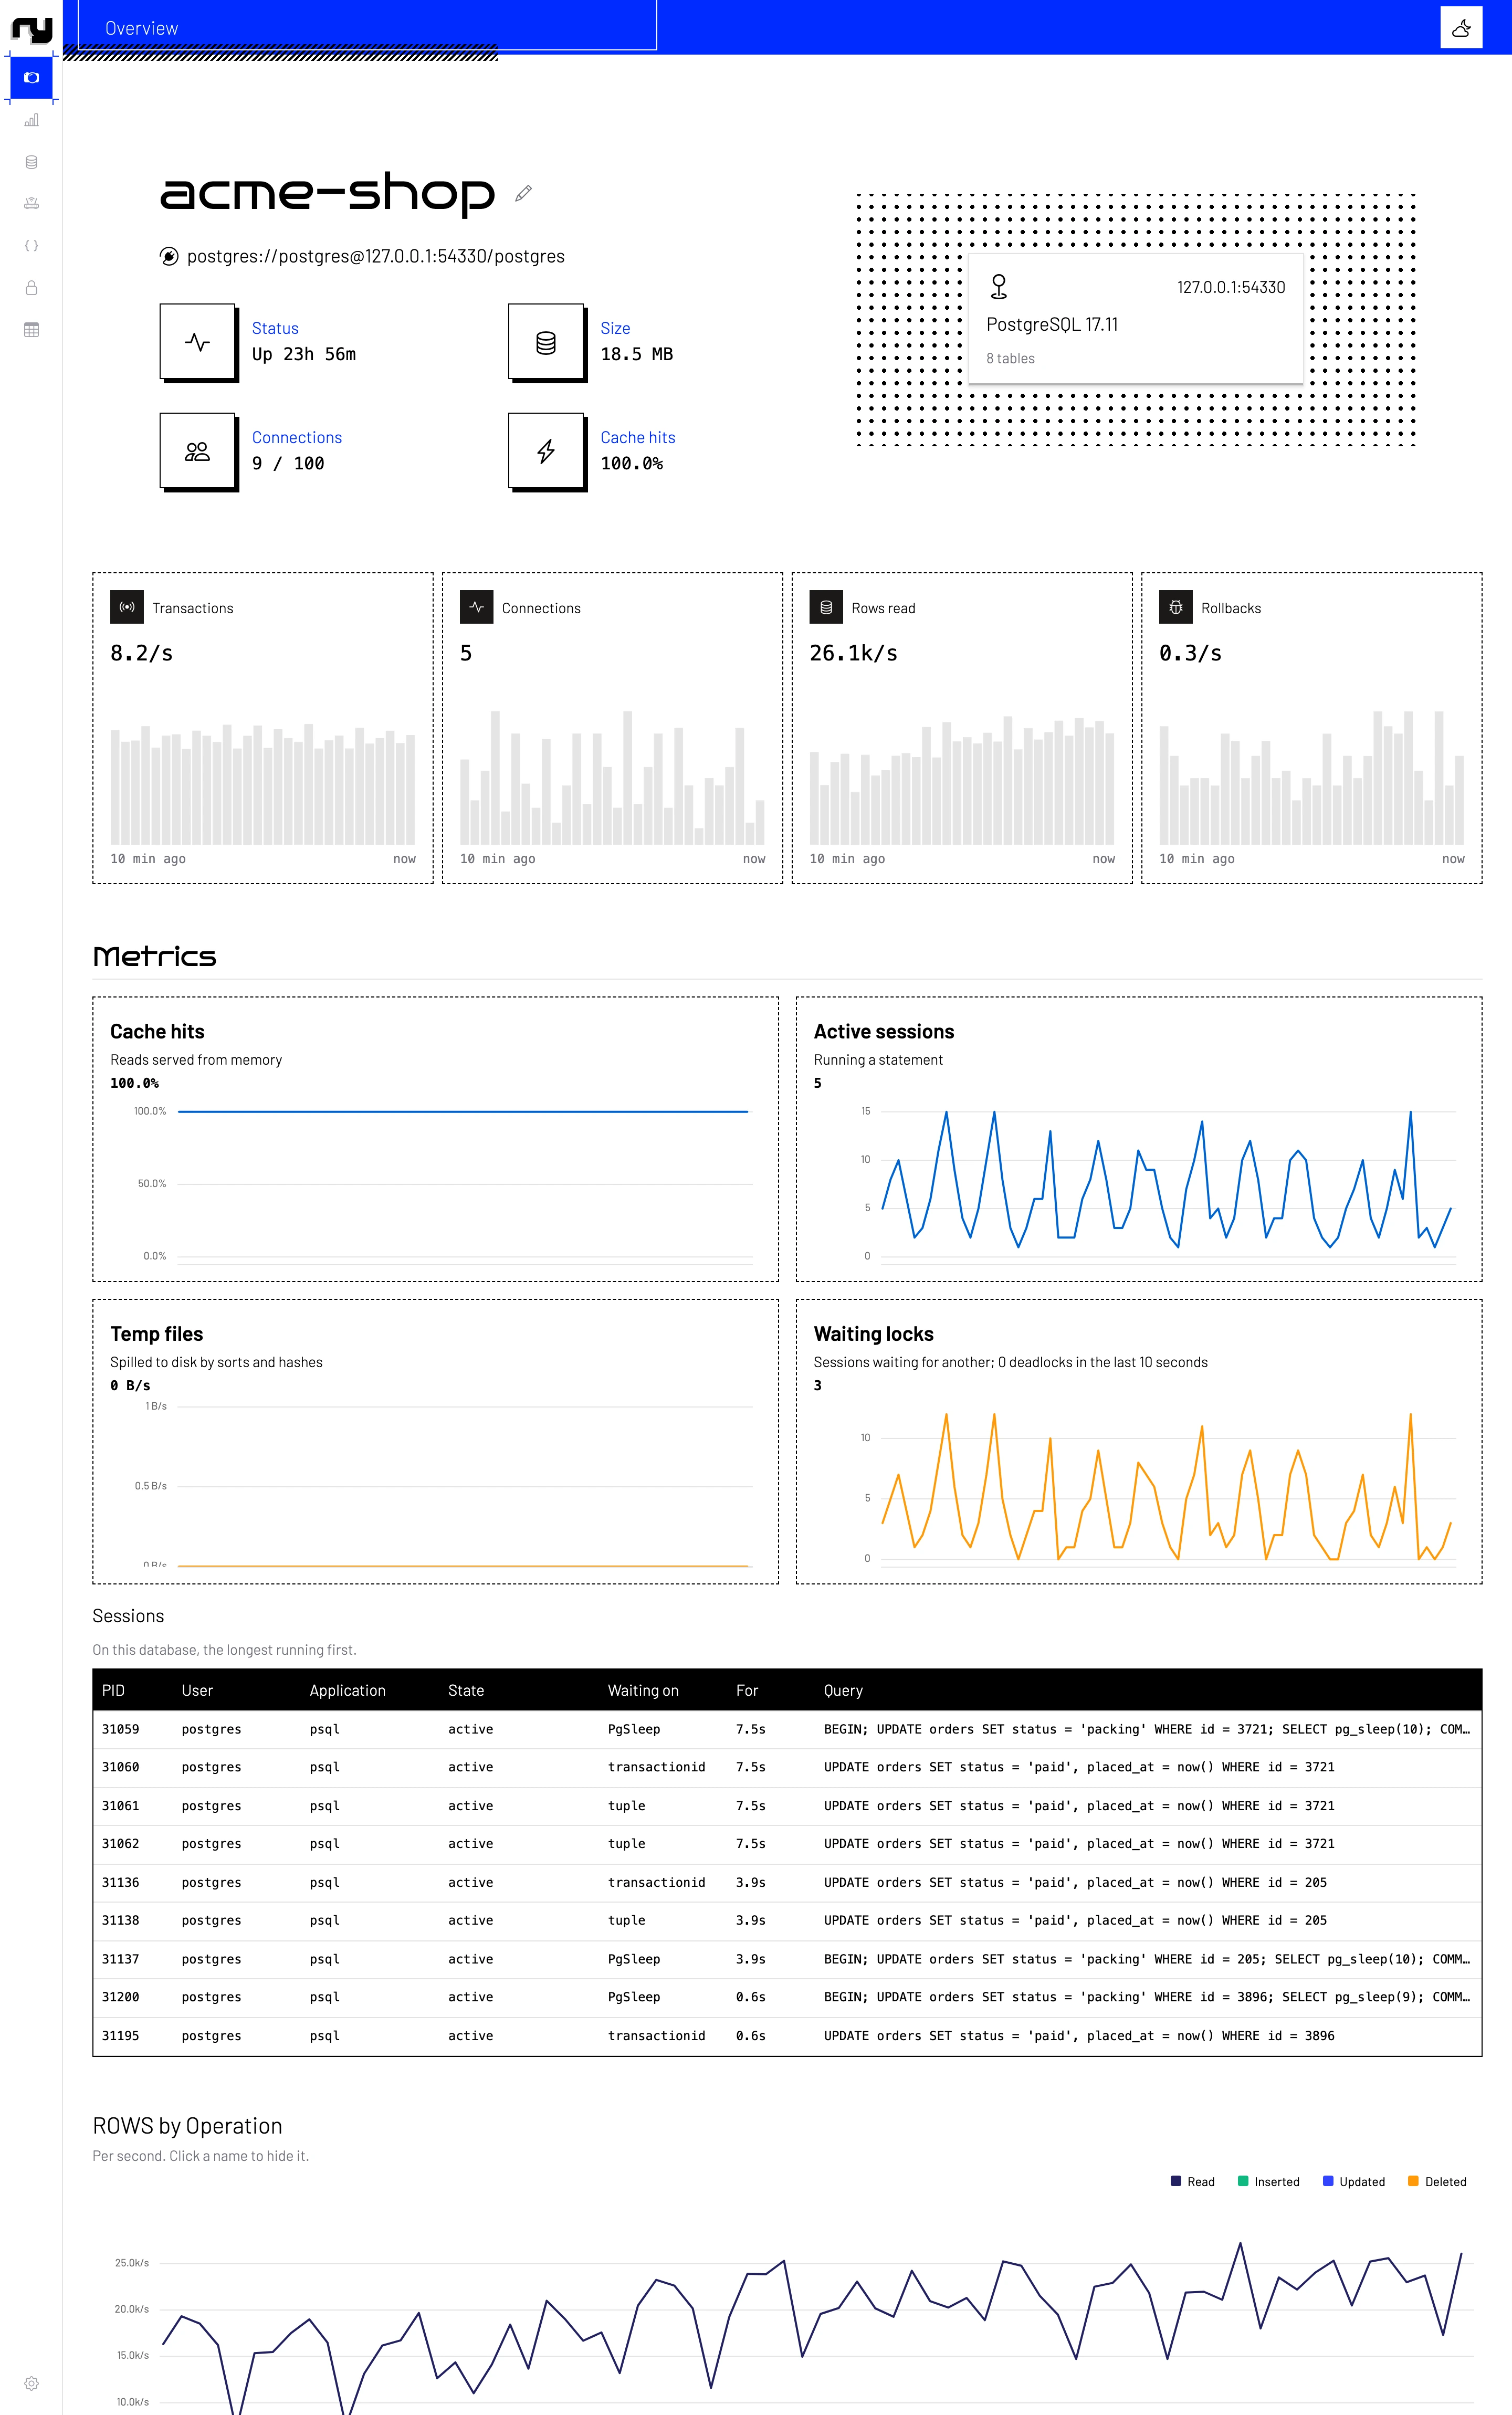 ry
Overview
acme-shop
postgres://postgres@127.0.0.1:54330/postgres
Status
Up 23h 56m
Size
18.5 MB
Connections
9 / 100
Cache hits
100.0%
127.0.0.1:54330
PostgreSQL 17.11
8 tables
Transactions
8.2/s
10 min ago now
Connections
5
10 min ago now
Rows read
26.1k/s
10 min ago now
Rollbacks
0.3/s
10 min ago now
Metrics
Cache hits
Reads served from memory
100.0%
100.0%
50.0%
0.0%
Active sessions
Running a statement
5
15
10
5
0
Temp files
Spilled to disk by sorts and hashes
0 B/s
1 B/s
0.5 B/s
0 B/s
Waiting locks
Sessions waiting for another; 0 deadlocks in the last 10 seconds
3
10
5
0
Sessions
On this database, the longest running first.
PID User Application State Waiting on For Query
31059 postgres psql active PgSleep 7.5s BEGIN; UPDATE orders SET status = 'packing' WHERE id = 3721; SELECT pg_sleep(10); COM…
31060 postgres psql active transactionid 7.5s UPDATE orders SET status = 'paid', placed_at = now() WHERE id = 3721
31061 postgres psql active tuple 7.5s UPDATE orders SET status = 'paid', placed_at = now() WHERE id = 3721
31062 postgres psql active tuple 7.5s UPDATE orders SET status = 'paid', placed_at = now() WHERE id = 3721
31136 postgres psql active transactionid 3.9s UPDATE orders SET status = 'paid', placed_at = now() WHERE id = 205
31138 postgres psql active tuple 3.9s UPDATE orders SET status = 'paid', placed_at = now() WHERE id = 205
31137 postgres psql active PgSleep 3.9s BEGIN; UPDATE orders SET status = 'packing' WHERE id = 205; SELECT pg_sleep(10); COMM…
31200 postgres psql active PgSleep 0.6s BEGIN; UPDATE orders SET status = 'packing' WHERE id = 3896; SELECT pg_sleep(9); COMM…
31195 postgres psql active transactionid 0.6s UPDATE orders SET status = 'paid', placed_at = now() WHERE id = 3896
ROWS by Operation
Per second. Click a name to hide it.
Read Inserted Updated Deleted
25.0k/s
20.0k/s
15.0k/s
10.0k/s